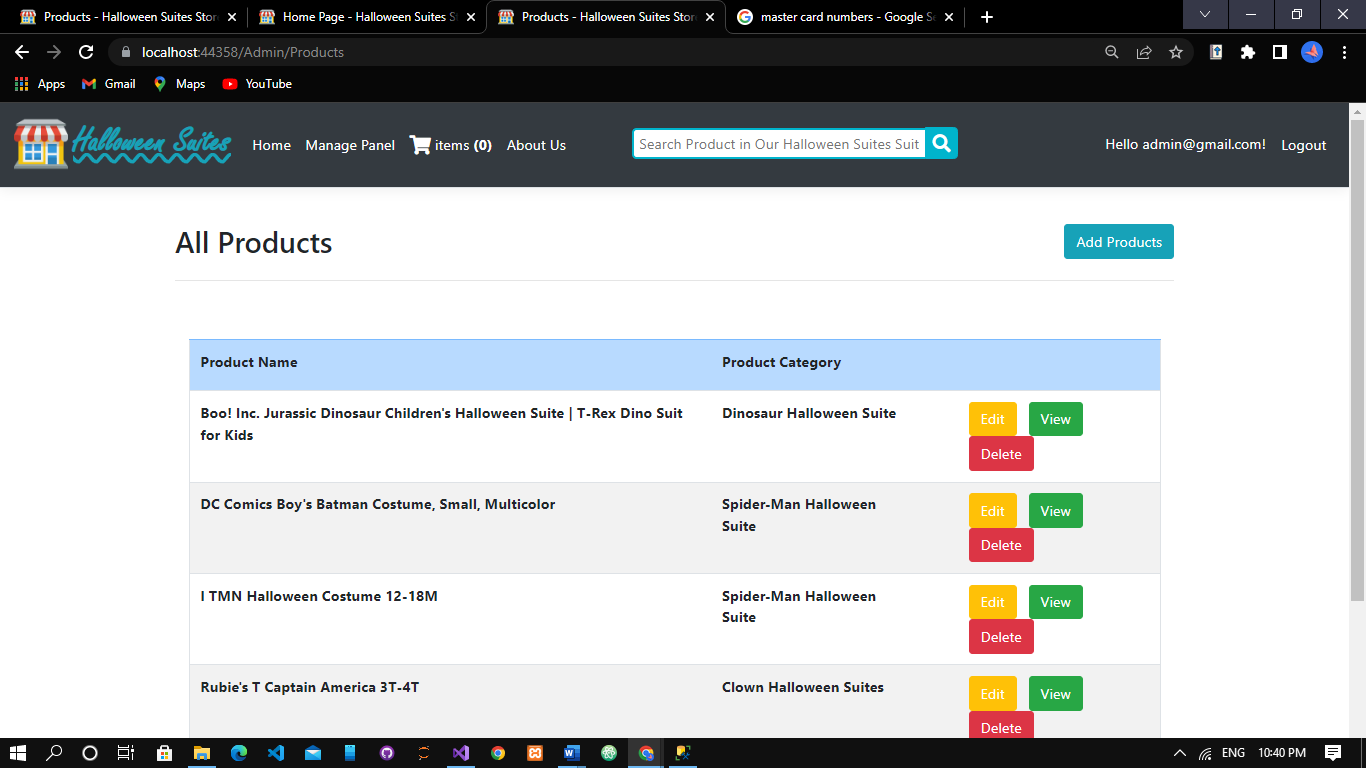 Products - Halloween Suites Stor
Home Page - Halloween Suites S
Products - Halloween Suites Stor
master card numbers - Google Se
localhost:44358/Admin/Products
Apps
Gmail
Maps
YouTube
Halloween Suites
Home
Manage Panel
items (0)
About Us
Search Product in Our Halloween Suites Suit
Hello admin@gmail.com!
Logout
All Products
Add Products
Product Name
Product Category
Boo! Inc. Jurassic Dinosaur Children's Halloween Suite | T-Rex Dino Suit
for Kids
Dinosaur Halloween Suite
Edit
View
Delete
DC Comics Boy's Batman Costume, Small, Multicolor
Spider-Man Halloween
Suite
Edit
View
Delete
I TMN Halloween Costume 12-18M
Spider-Man Halloween
Suite
Edit
View
Delete
Rubie's T Captain America 3T-4T
Clown Halloween Suites
Edit
View
Delete
ENG
10:40 PM